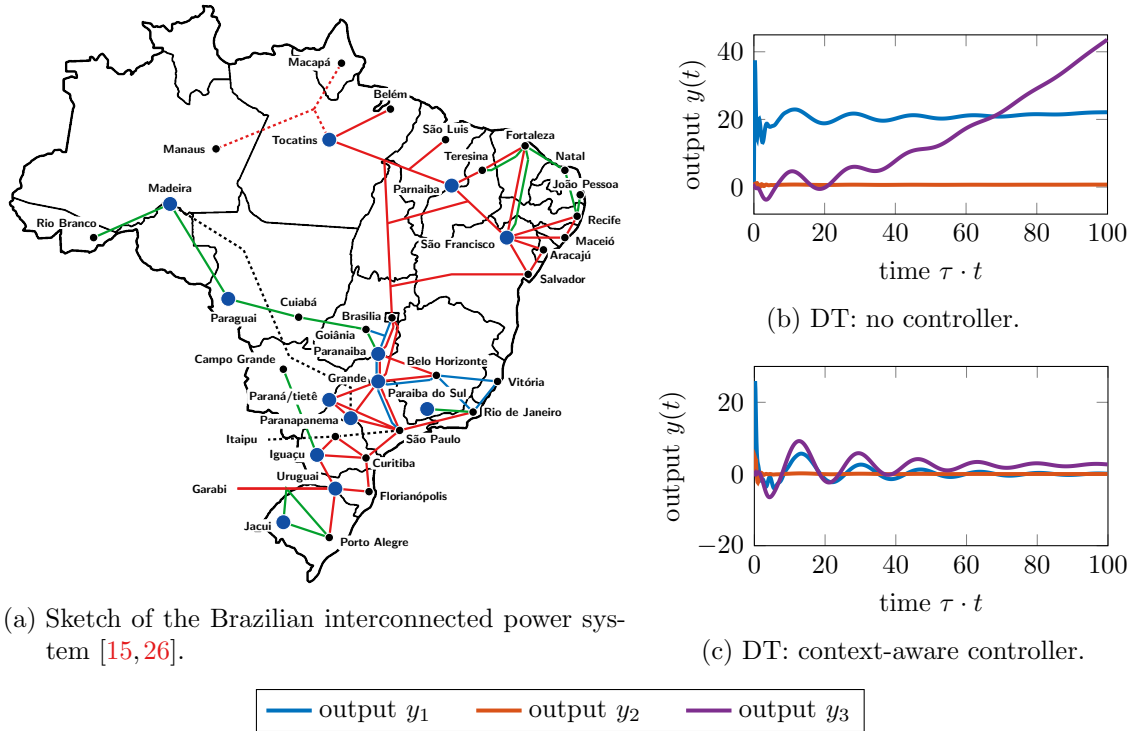 Macapá
Belém
Manaus
Tocatins
São Luis
Fortaleza
Teresina
Natal
Madeira
Parnaiba
João Pessoa
Rio Branco
Recife
São Francisco
Maceió
Aracajú
Salvador
Cuiabá
Paraguai
Brasilia
Goiânia
Paranaiba
Campo Grande
Belo Horizonte
Grande
Vitória
Paraná/tietê
Paraiba do Sul
Rio de Janeiro
Paranapanema
Itaipu
São Paulo
Iguaçu
Curitiba
Uruguai
Garabi
Florianópolis
Jaçui
Porto Alegre
(a) Sketch of the Brazilian interconnected power sys-
tem [15,26].
output y(t)
40
20
0
0 20 40 60 80 100
time τ · t
(b) DT: no controller.
output y(t)
20
0
−20
0 20 40 60 80 100
time τ · t
(c) DT: context-aware controller.
output y1 output y2 output y3